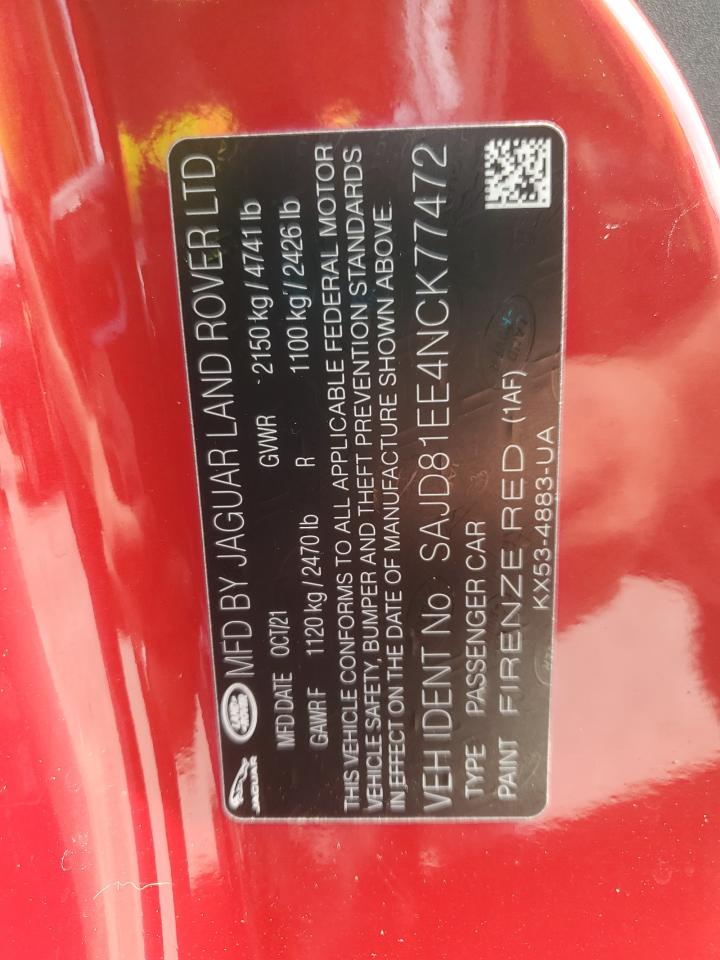 JAGUAR LAND ROVER MFD BY JAGUAR LAND ROVER LTD
MFD DATE OCT/21 GVWR 2150 kg / 4741 lb
GAWR F 1120 kg / 2470 lb R 1100 kg / 2426 lb
THIS VEHICLE CONFORMS TO ALL APPLICABLE FEDERAL MOTOR
VEHICLE SAFETY, BUMPER AND THEFT PREVENTION STANDARDS
IN EFFECT ON THE DATE OF MANUFACTURE SHOWN ABOVE.
VEH IDENT No. SAJD81EE4NCK77472
TYPE PASSENGER CAR
PAINT FIRENZE RED (1AF)
KX53-4883-UA